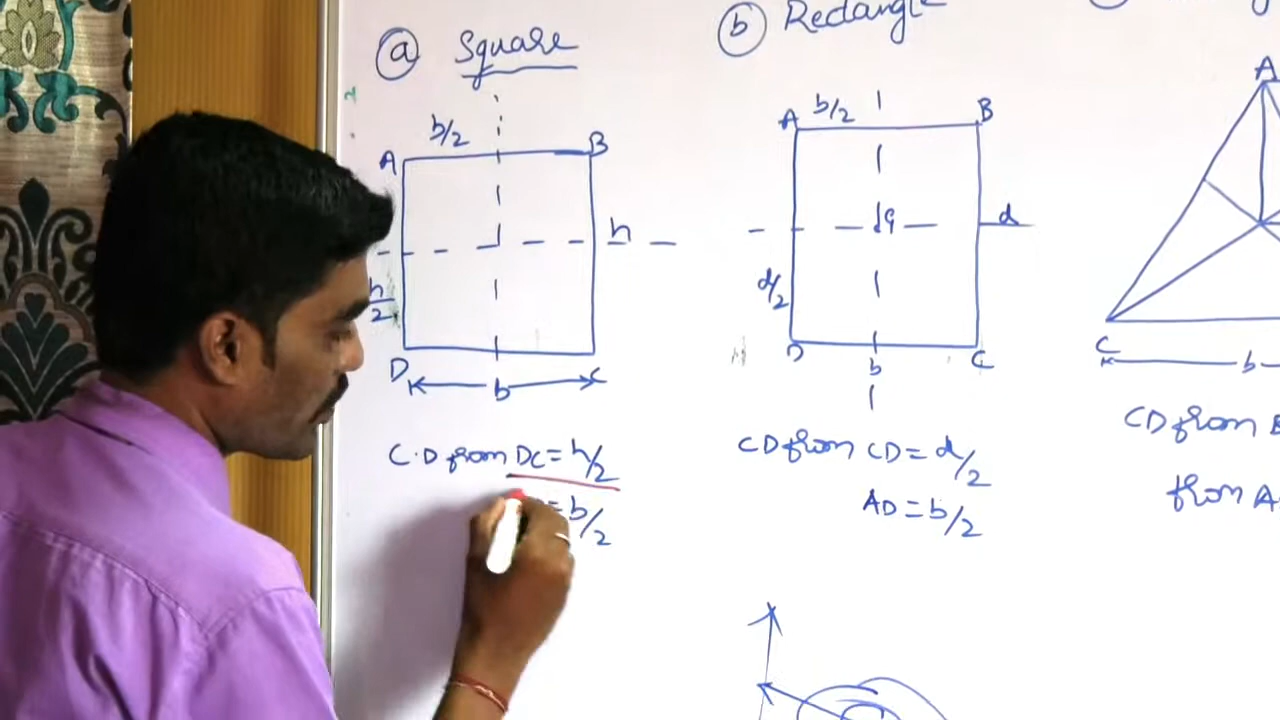 ⓐ Square
b/2
A B
h
h/2
D C
b
C.D from DC = h/2
= b/2
ⓑ Rectangle
b/2
A B
G d
d/2
D b C
CD from CD = d/2
AD = b/2
A
C
b
CD from
from A